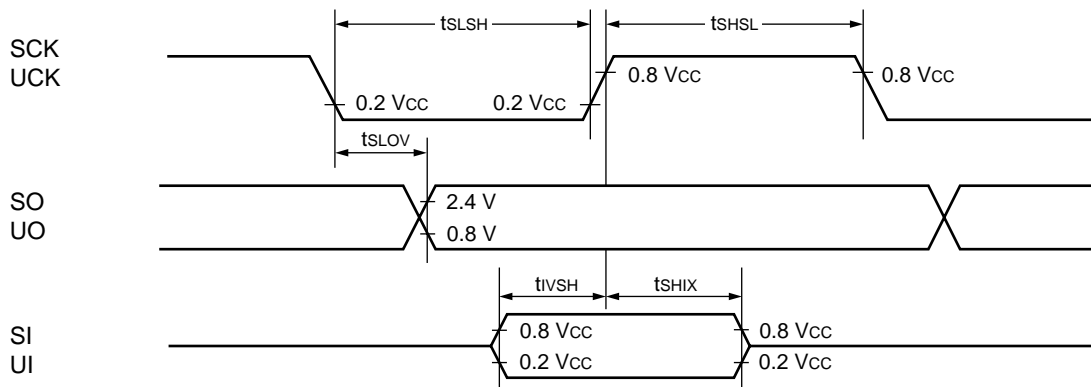 tSLSH tSHSL
SCK
UCK
0.8 VCC 0.8 VCC
0.2 VCC 0.2 VCC
tSLOV
SO
UO
2.4 V
0.8 V
tIVSH tSHIX
SI
UI
0.8 VCC 0.8 VCC
0.2 VCC 0.2 VCC